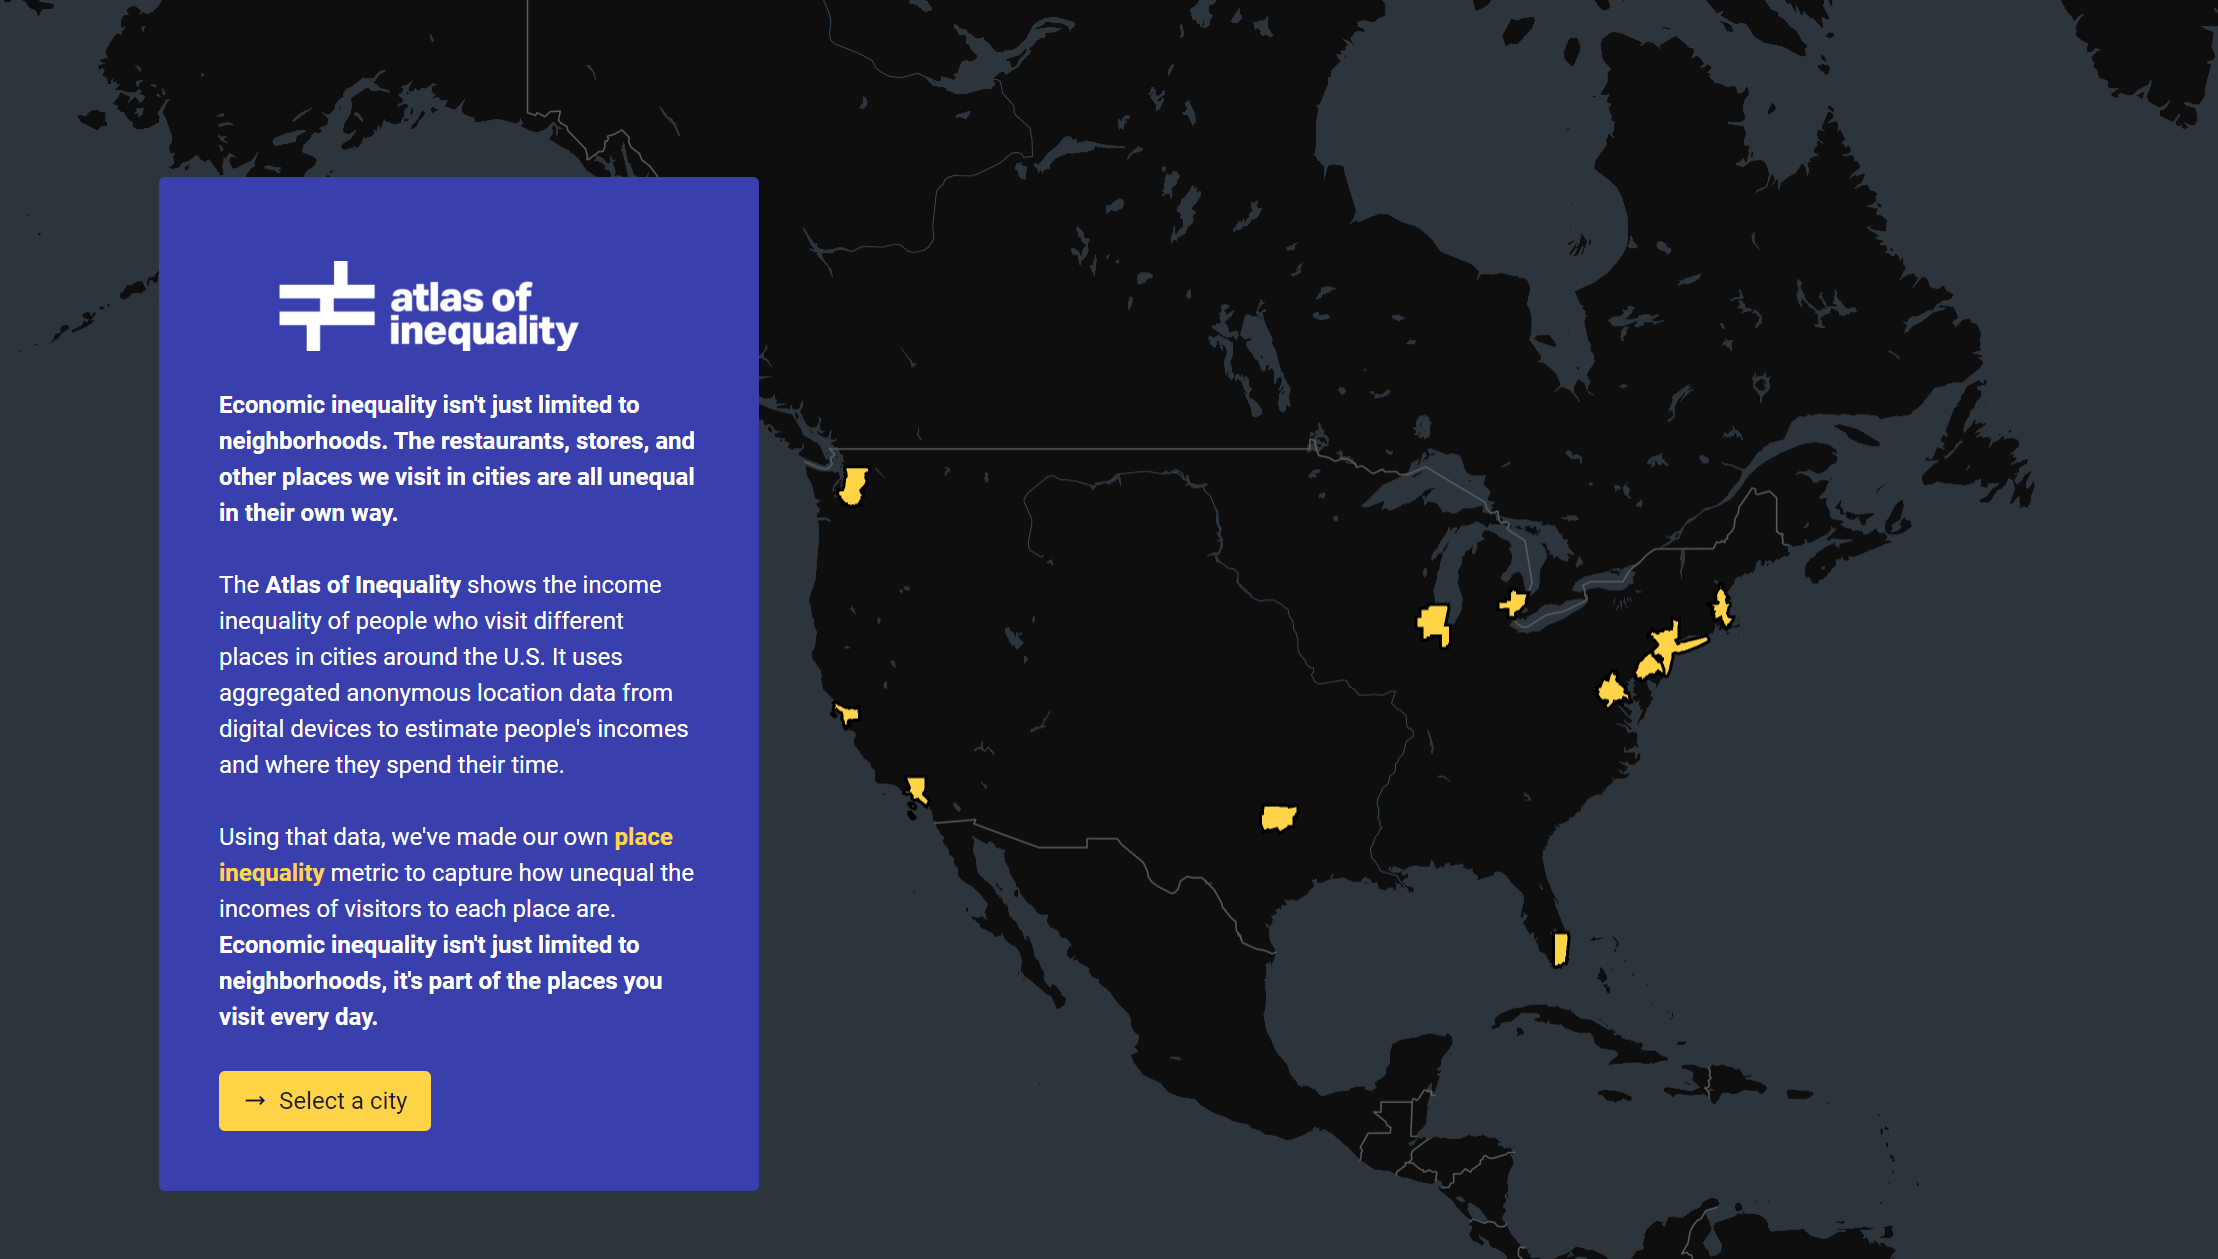 atlas of
inequality
Economic inequality isn't just limited to
neighborhoods. The restaurants, stores, and
other places we visit in cities are all unequal
in their own way.
The Atlas of Inequality shows the income
inequality of people who visit different
places in cities around the U.S. It uses
aggregated anonymous location data from
digital devices to estimate people's incomes
and where they spend their time.
Using that data, we've made our own place
inequality metric to capture how unequal the
incomes of visitors to each place are.
Economic inequality isn't just limited to
neighborhoods, it's part of the places you
visit every day.
→ Select a city